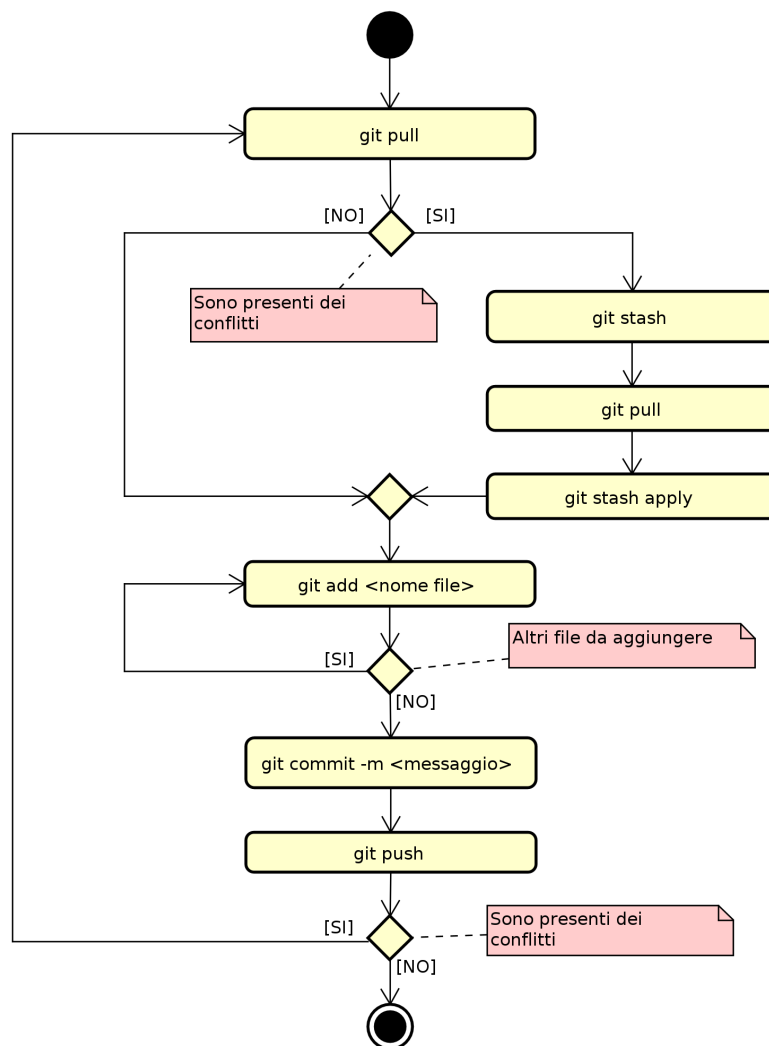 git pull
[NO]
[SI]
Sono presenti dei
conflitti
git stash
git pull
git stash apply
git add <nome file>
Altri file da aggiungere
[SI]
[NO]
git commit -m <messaggio>
git push
Sono presenti dei
conflitti
[SI]
[NO]